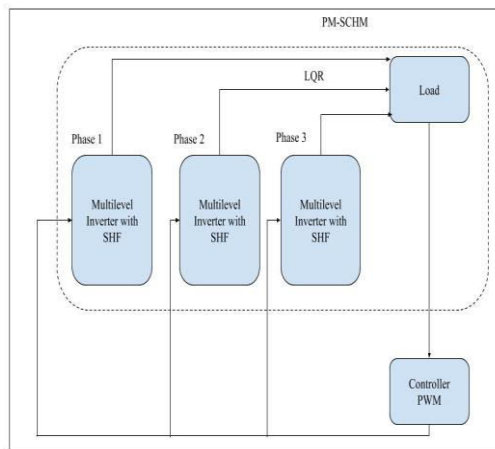 PM-SCHM
LQR
Load
Phase 1
Phase 2
Phase 3
Multilevel
Inverter with
SHF
Multilevel
Inverter with
SHF
Multilevel
Inverter with
SHF
Controller
PWM